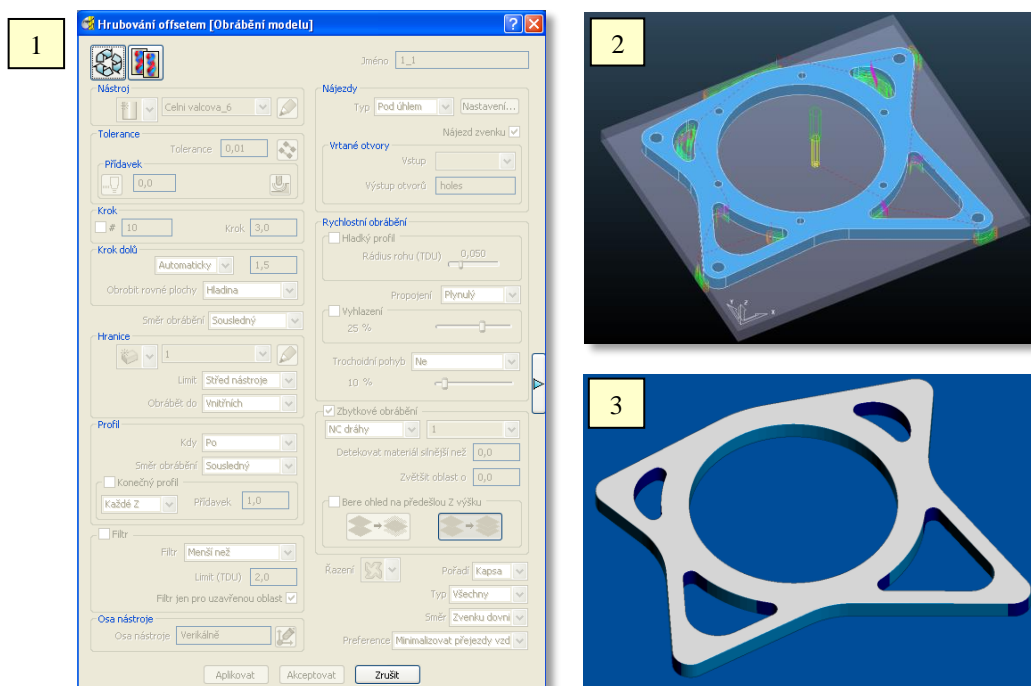 1
Hrubování offsetem [Obrábění modelu]
Jméno 1_1
Nástroj
Celni valcova_6
Tolerance
Tolerance 0,01
Přídavek
0,0
Krok
# 10 Krok 3,0
Krok dolů
Automaticky 1,5
Obrobit rovné plochy Hladina
Směr obrábění Sousledný
Hranice
1
Limit Střed nástroje
Obrábět do Vnitřních
Profil
Kdy Po
Směr obrábění Sousledný
Konečný profil
Každé Z Přídavek 1,0
Filtr
Filtr Menší než
Limit (TDU) 2,0
Filtr jen pro uzavřenou oblast
Osa nástroje
Osa nástroje Verikálně
Nájezdy
Typ Pod úhlem Nastavení...
Nájezd zvenku
Vrtané otvory
Vstup
Výstup otvorů holes
Rychlostní obrábění
Hladký profil
Rádius rohu (TDU) 0,050
Propojení Plynulý
Vyhlazení
25 %
Trochoidní pohyb Ne
10 %
Zbytkové obrábění
NC dráhy 1
Detekovat materiál silnější než 0,0
Zvětšit oblast o 0,0
Bere ohled na předešlou Z výšku
Řazení Pořadí Kapsa
Typ Všechny
Směr Zvenku dovni
Preference Minimalizovat přejezdy vzd
Aplikovat Akceptovat Zrušit
2
3